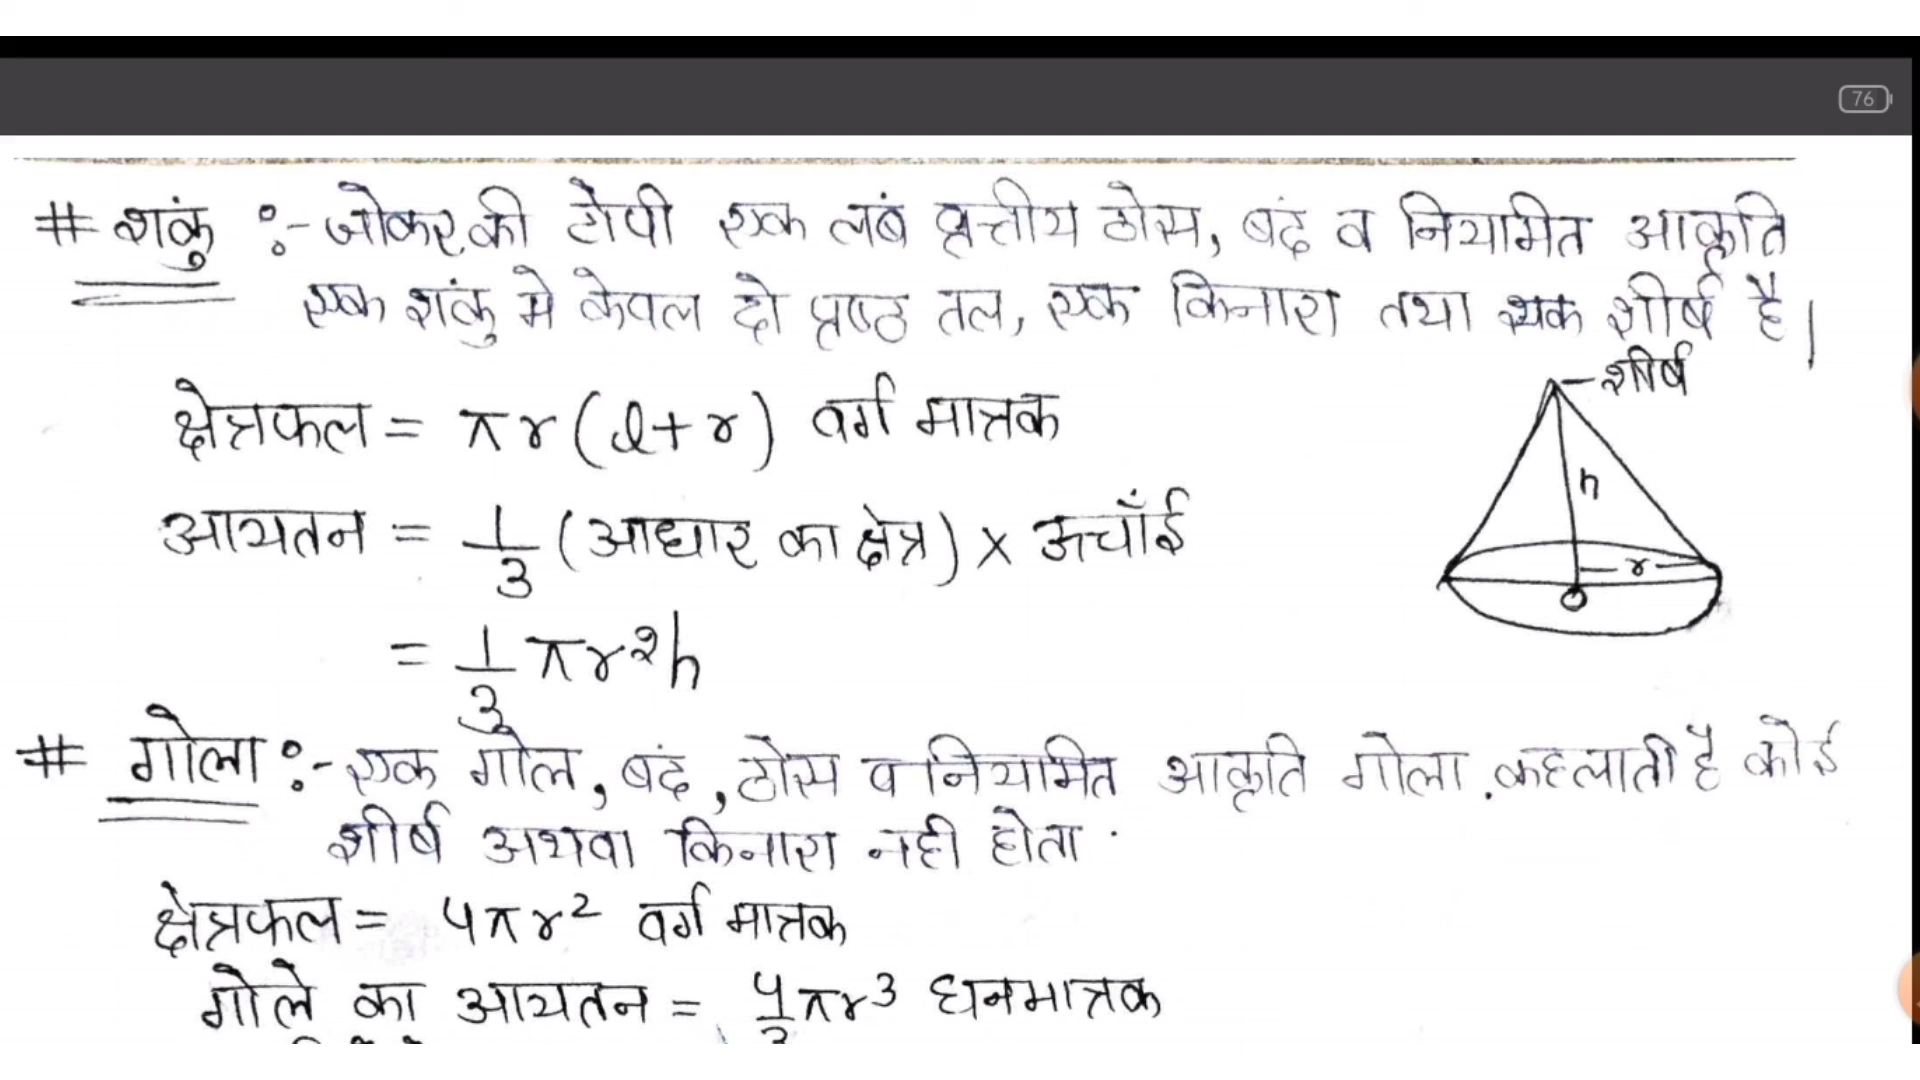 76
# शंकु :- जोकर की टोपी एक लंब वृत्तीय ठोस, बंद व नियामित आकृति
एक शंकु मे केवल दो प्रष्ठ तल, एक किनारा तथा एक शीर्ष है।
शीर्ष
क्षेत्रफल = πr(l+r) वर्ग मात्रक
h
आयतन = 1/3 (आधार का क्षेत्र) × ऊचाँई
r
= 1/3 πr²h
# गोला :- एक गोल, बंद, ठोस व नियामित आकृति गोला कहलाती है कोई
शीर्ष अथवा किनारा नही होता
क्षेत्रफल = 4πr² वर्ग मात्रक
गोले का आयतन = 4/3 πr³ घनमात्रक